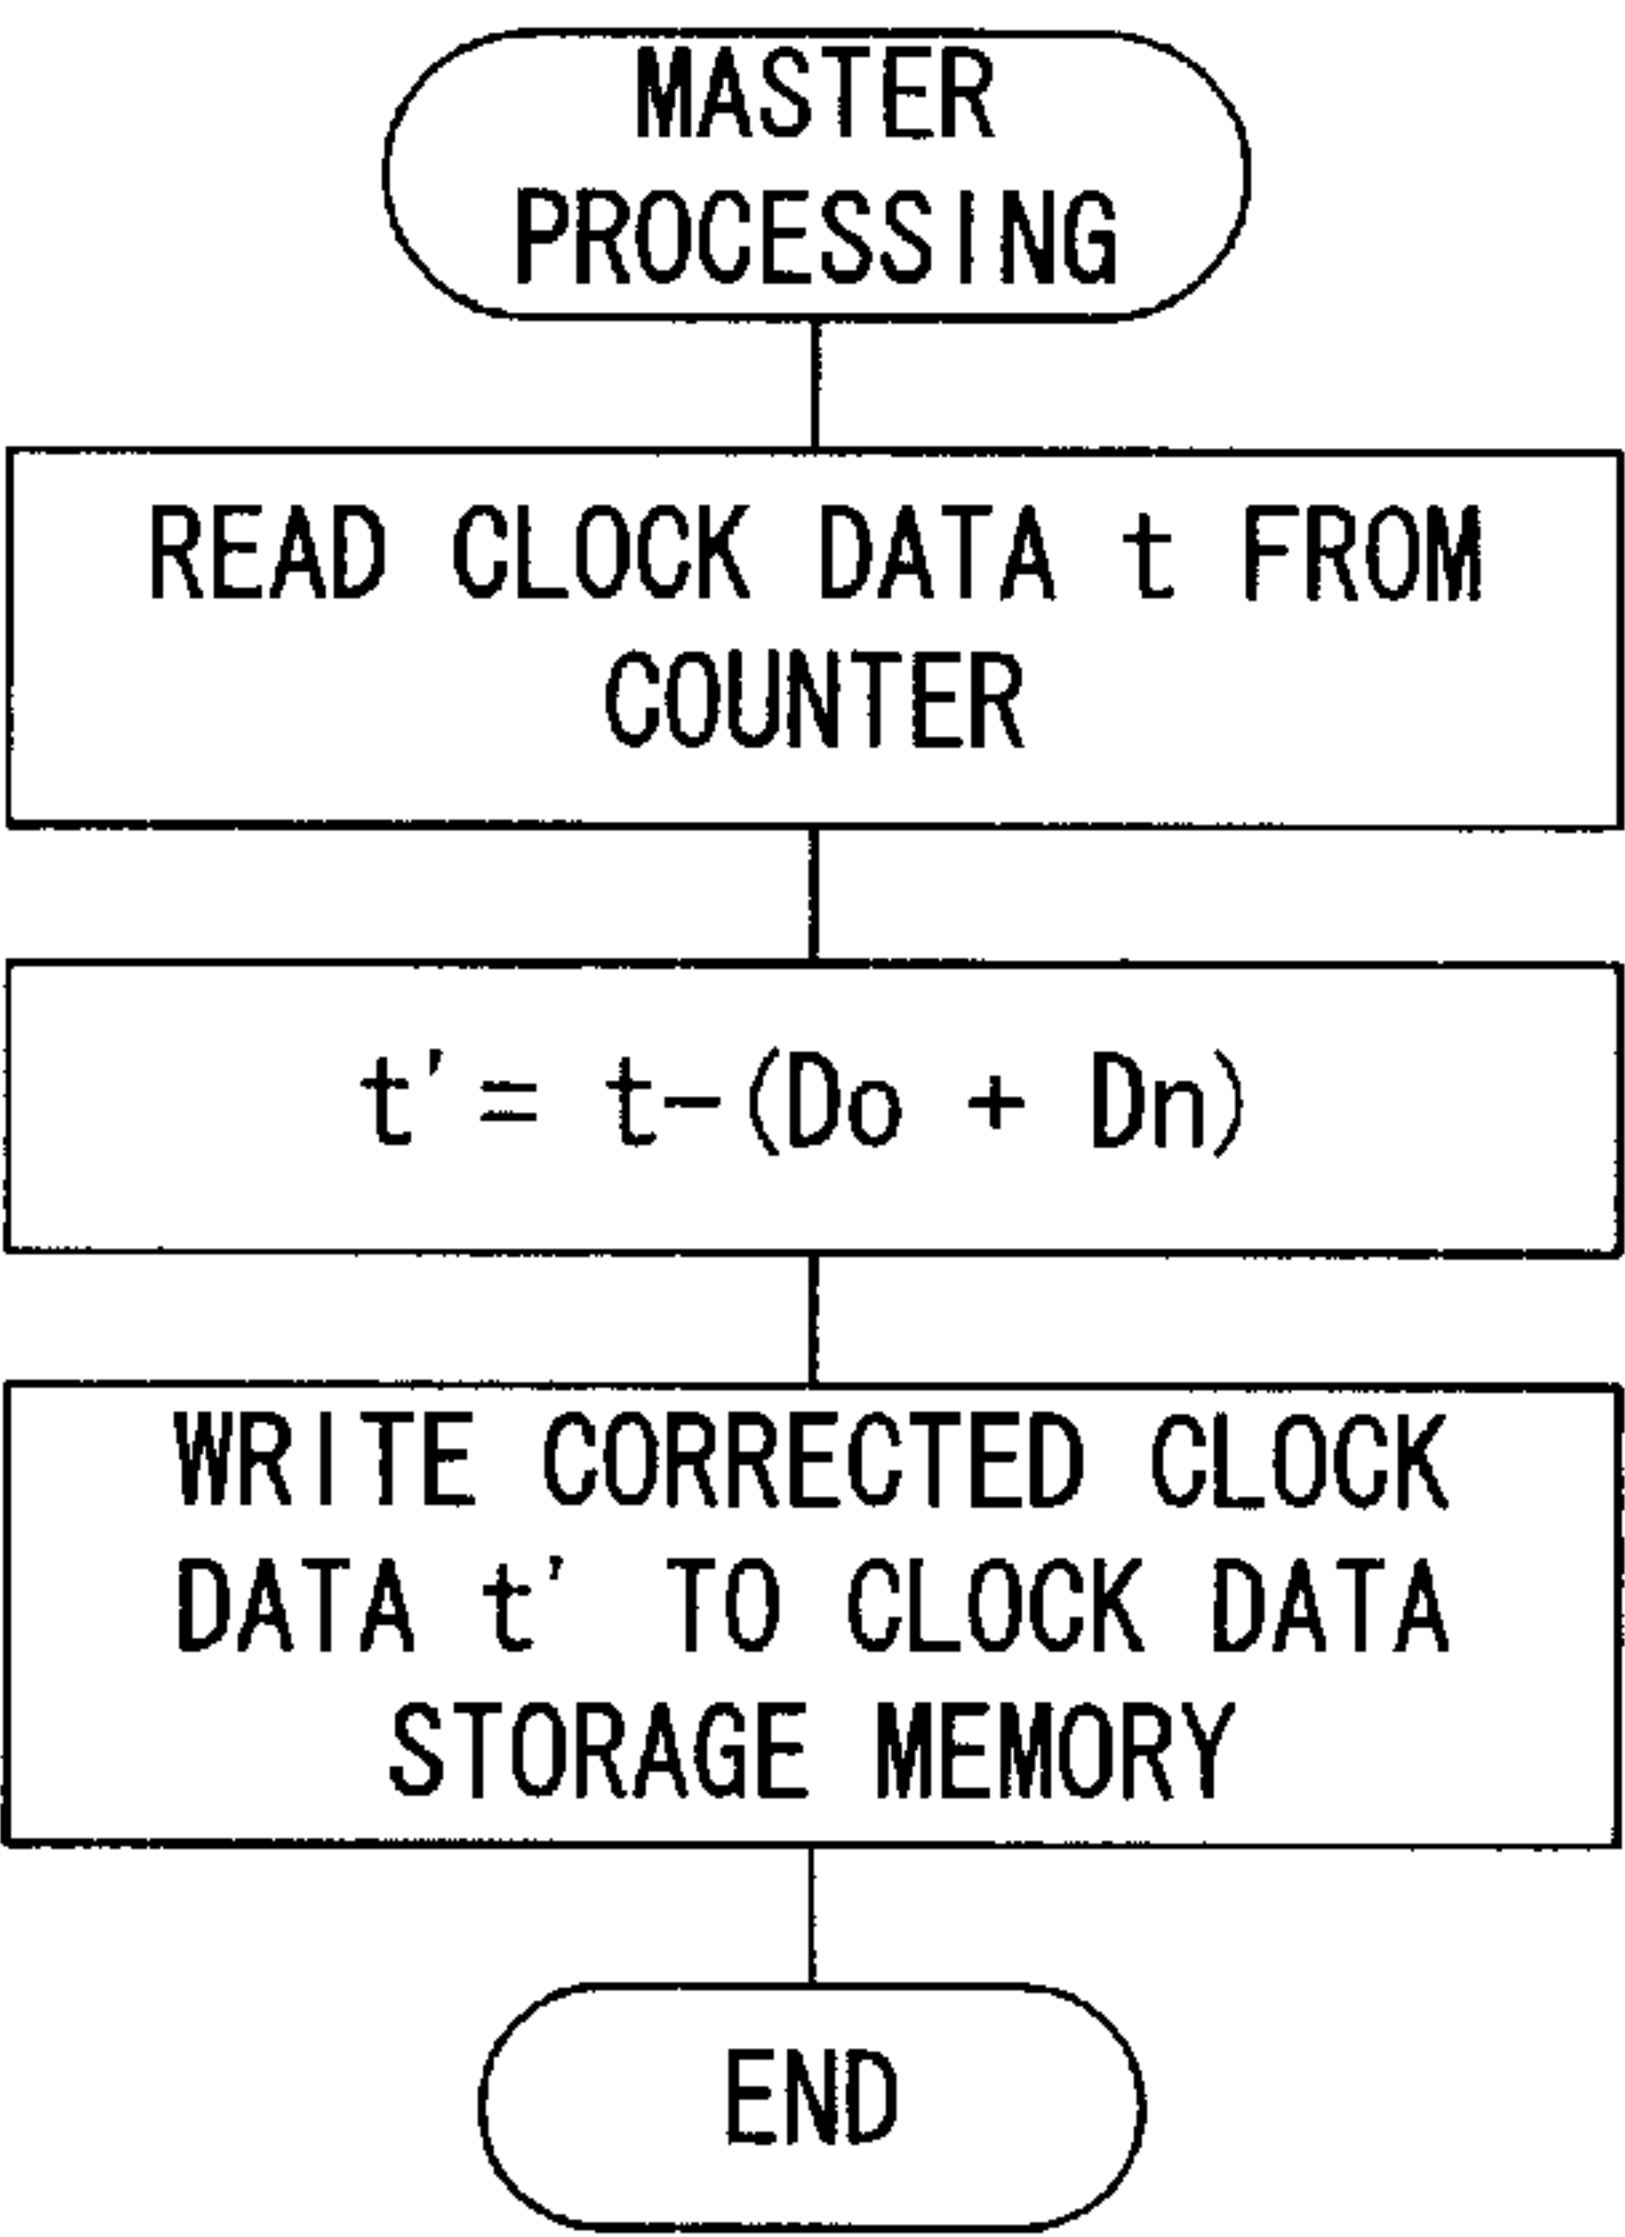 MASTER
PROCESSING
READ CLOCK DATA t FROM
COUNTER
t'= t-(Do + Dn)
WRITE CORRECTED CLOCK
DATA t' TO CLOCK DATA
STORAGE MEMORY
END